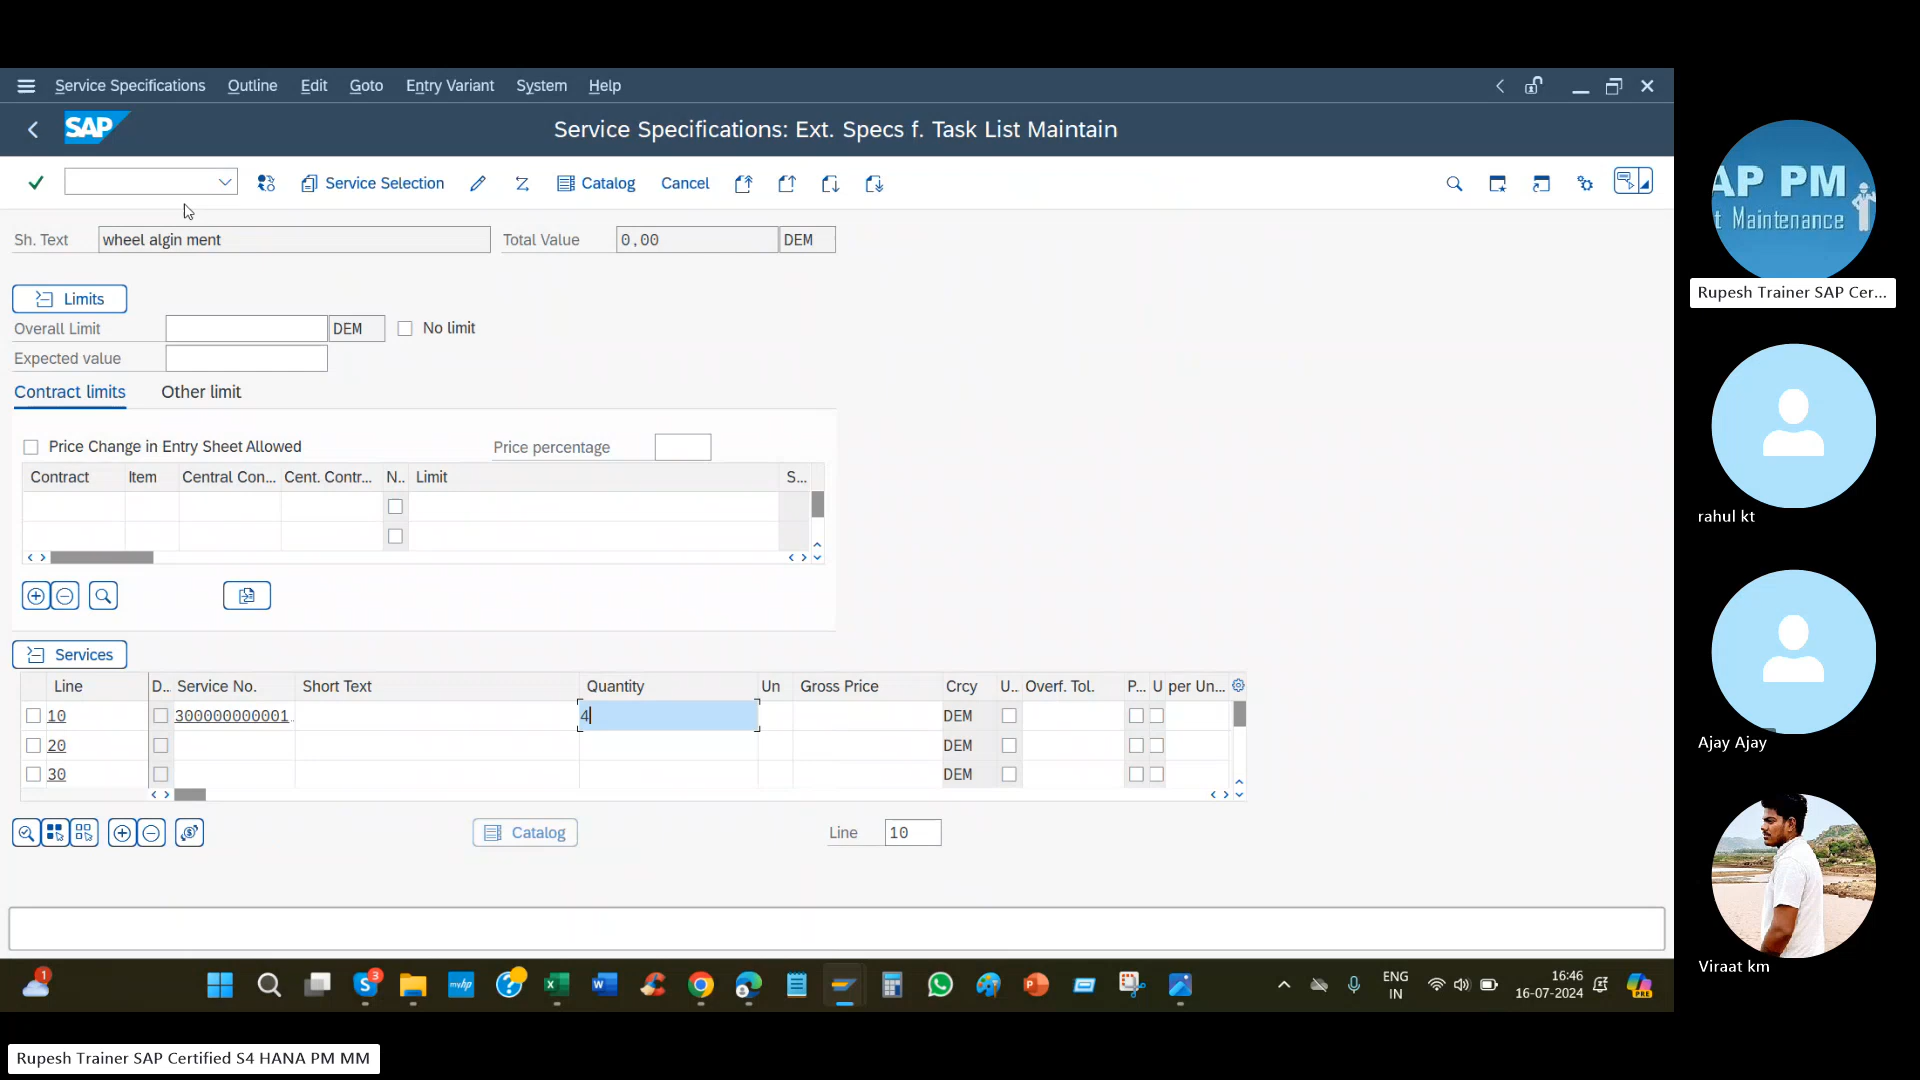 Service Specifications Outline Edit Goto Entry Variant System Help
SAP Service Specifications: Ext. Specs f. Task List Maintain
Service Selection Catalog Cancel
Sh. Text wheel algin ment Total Value 0,00 DEM
Limits
Overall Limit DEM No limit
Expected value
Contract limits Other limit
Price Change in Entry Sheet Allowed Price percentage
Contract Item Central Con... Cent. Contr... N.. Limit S...
Services
Line D.. Service No. Short Text Quantity Un Gross Price Crcy U.. Overf. Tol. P... U per Un...
10 300000000001.. 4 DEM
20 DEM
30 DEM
Catalog Line 10
1 3 mvhp ENG IN 16:46 16-07-2024 PRE
AP PM
t Maintenance
Rupesh Trainer SAP Cer...
rahul kt
Ajay Ajay
Viraat km
Rupesh Trainer SAP Certified S4 HANA PM MM